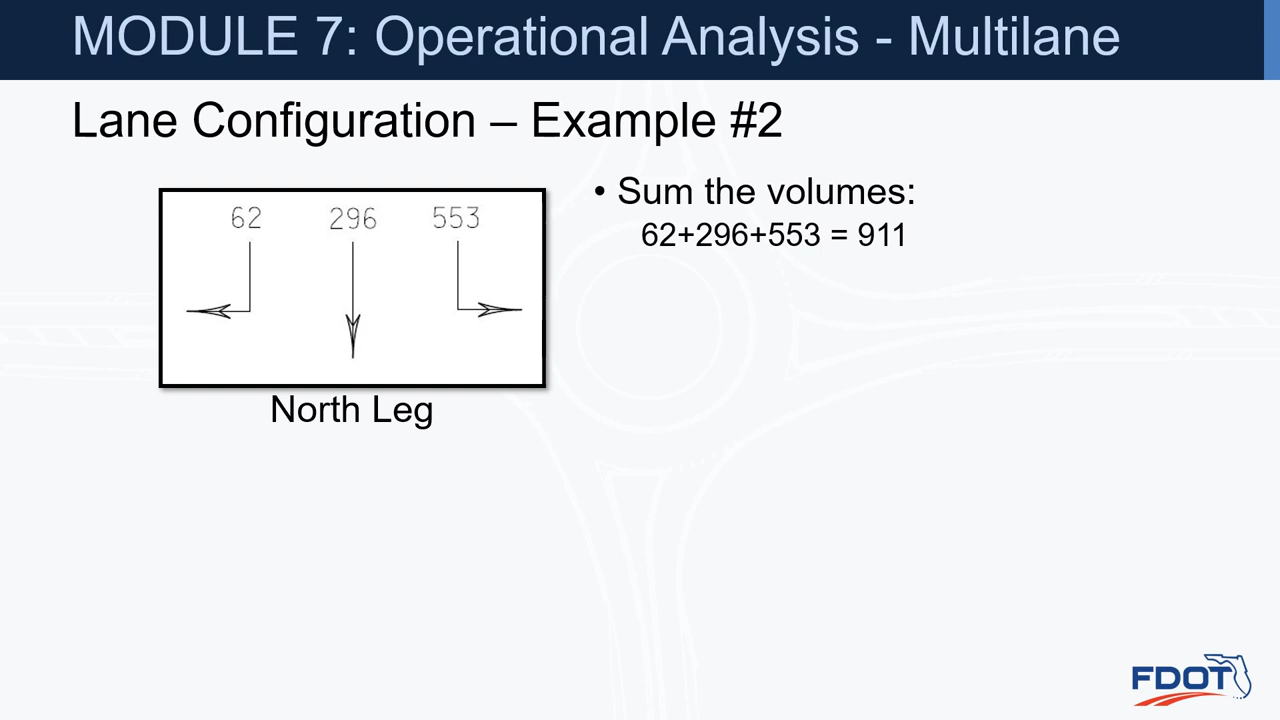 MODULE 7: Operational Analysis - Multilane
Lane Configuration – Example #2
62 296 553
North Leg
• Sum the volumes:
62+296+553 = 911
FDOT